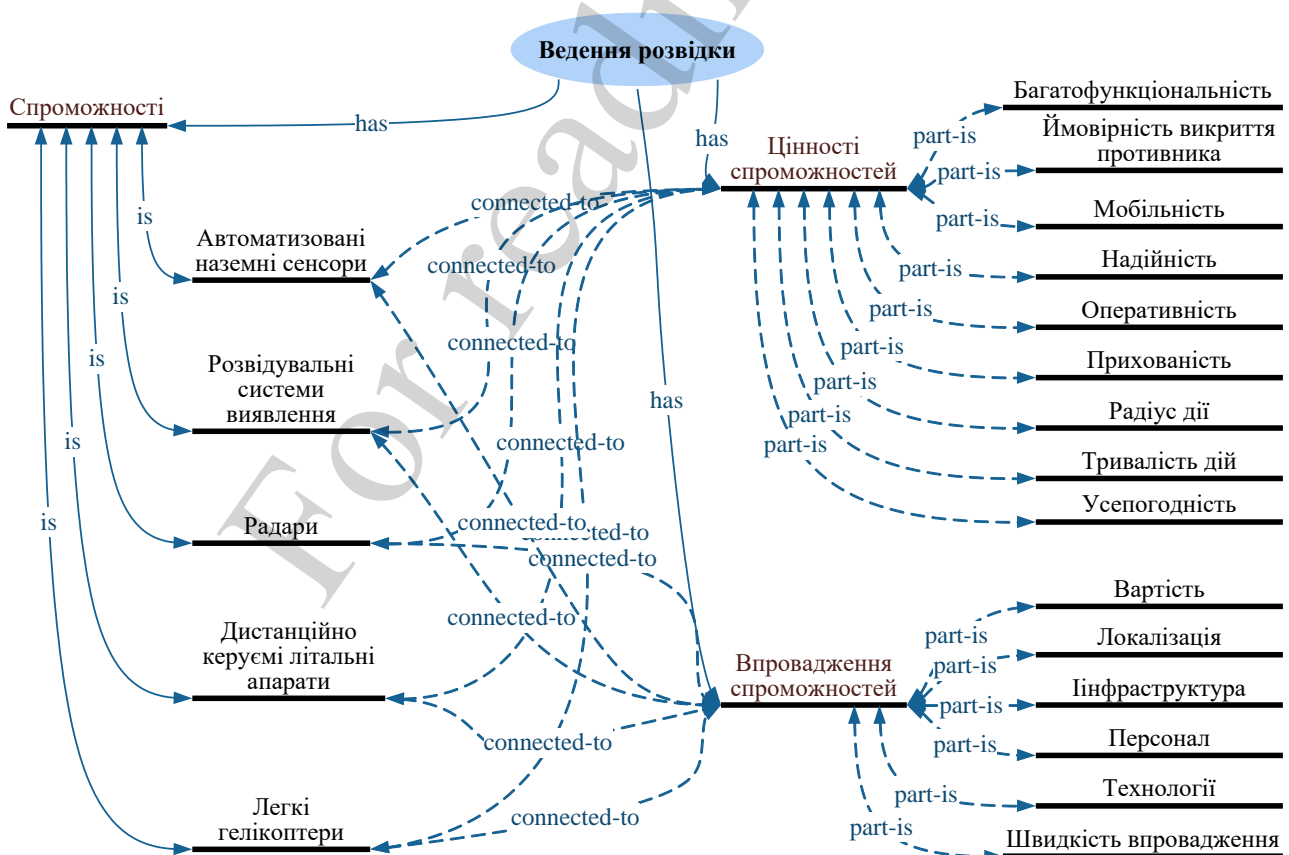 Ведення розвідки
Спроможності
has
has
Цінності
спроможностей
Багатофункціональність
part-is
Ймовірність викриття
противника
part-is
Мобільність
part-is
Надійність
part-is
Оперативність
part-is
Прихованість
part-is
Радіус дії
part-is
Тривалість дій
part-is
Усепогодність
part-is
is
is
is
is
is
Автоматизовані
наземні сенсори
Розвідувальні
системи
виявлення
Радари
Дистанційно
керуємі літальні
апарати
Легкі
гелікоптери
connected-to
connected-to
connected-to
connected-to
connected-to
connected-to
connected-to
connected-to
connected-to
connected-to
has
Впровадження
спроможностей
Вартість
part-is
Локалізація
part-is
Іінфраструктура
part-is
Персонал
part-is
Технології
part-is
Швидкість впровадження
part-is
For readi